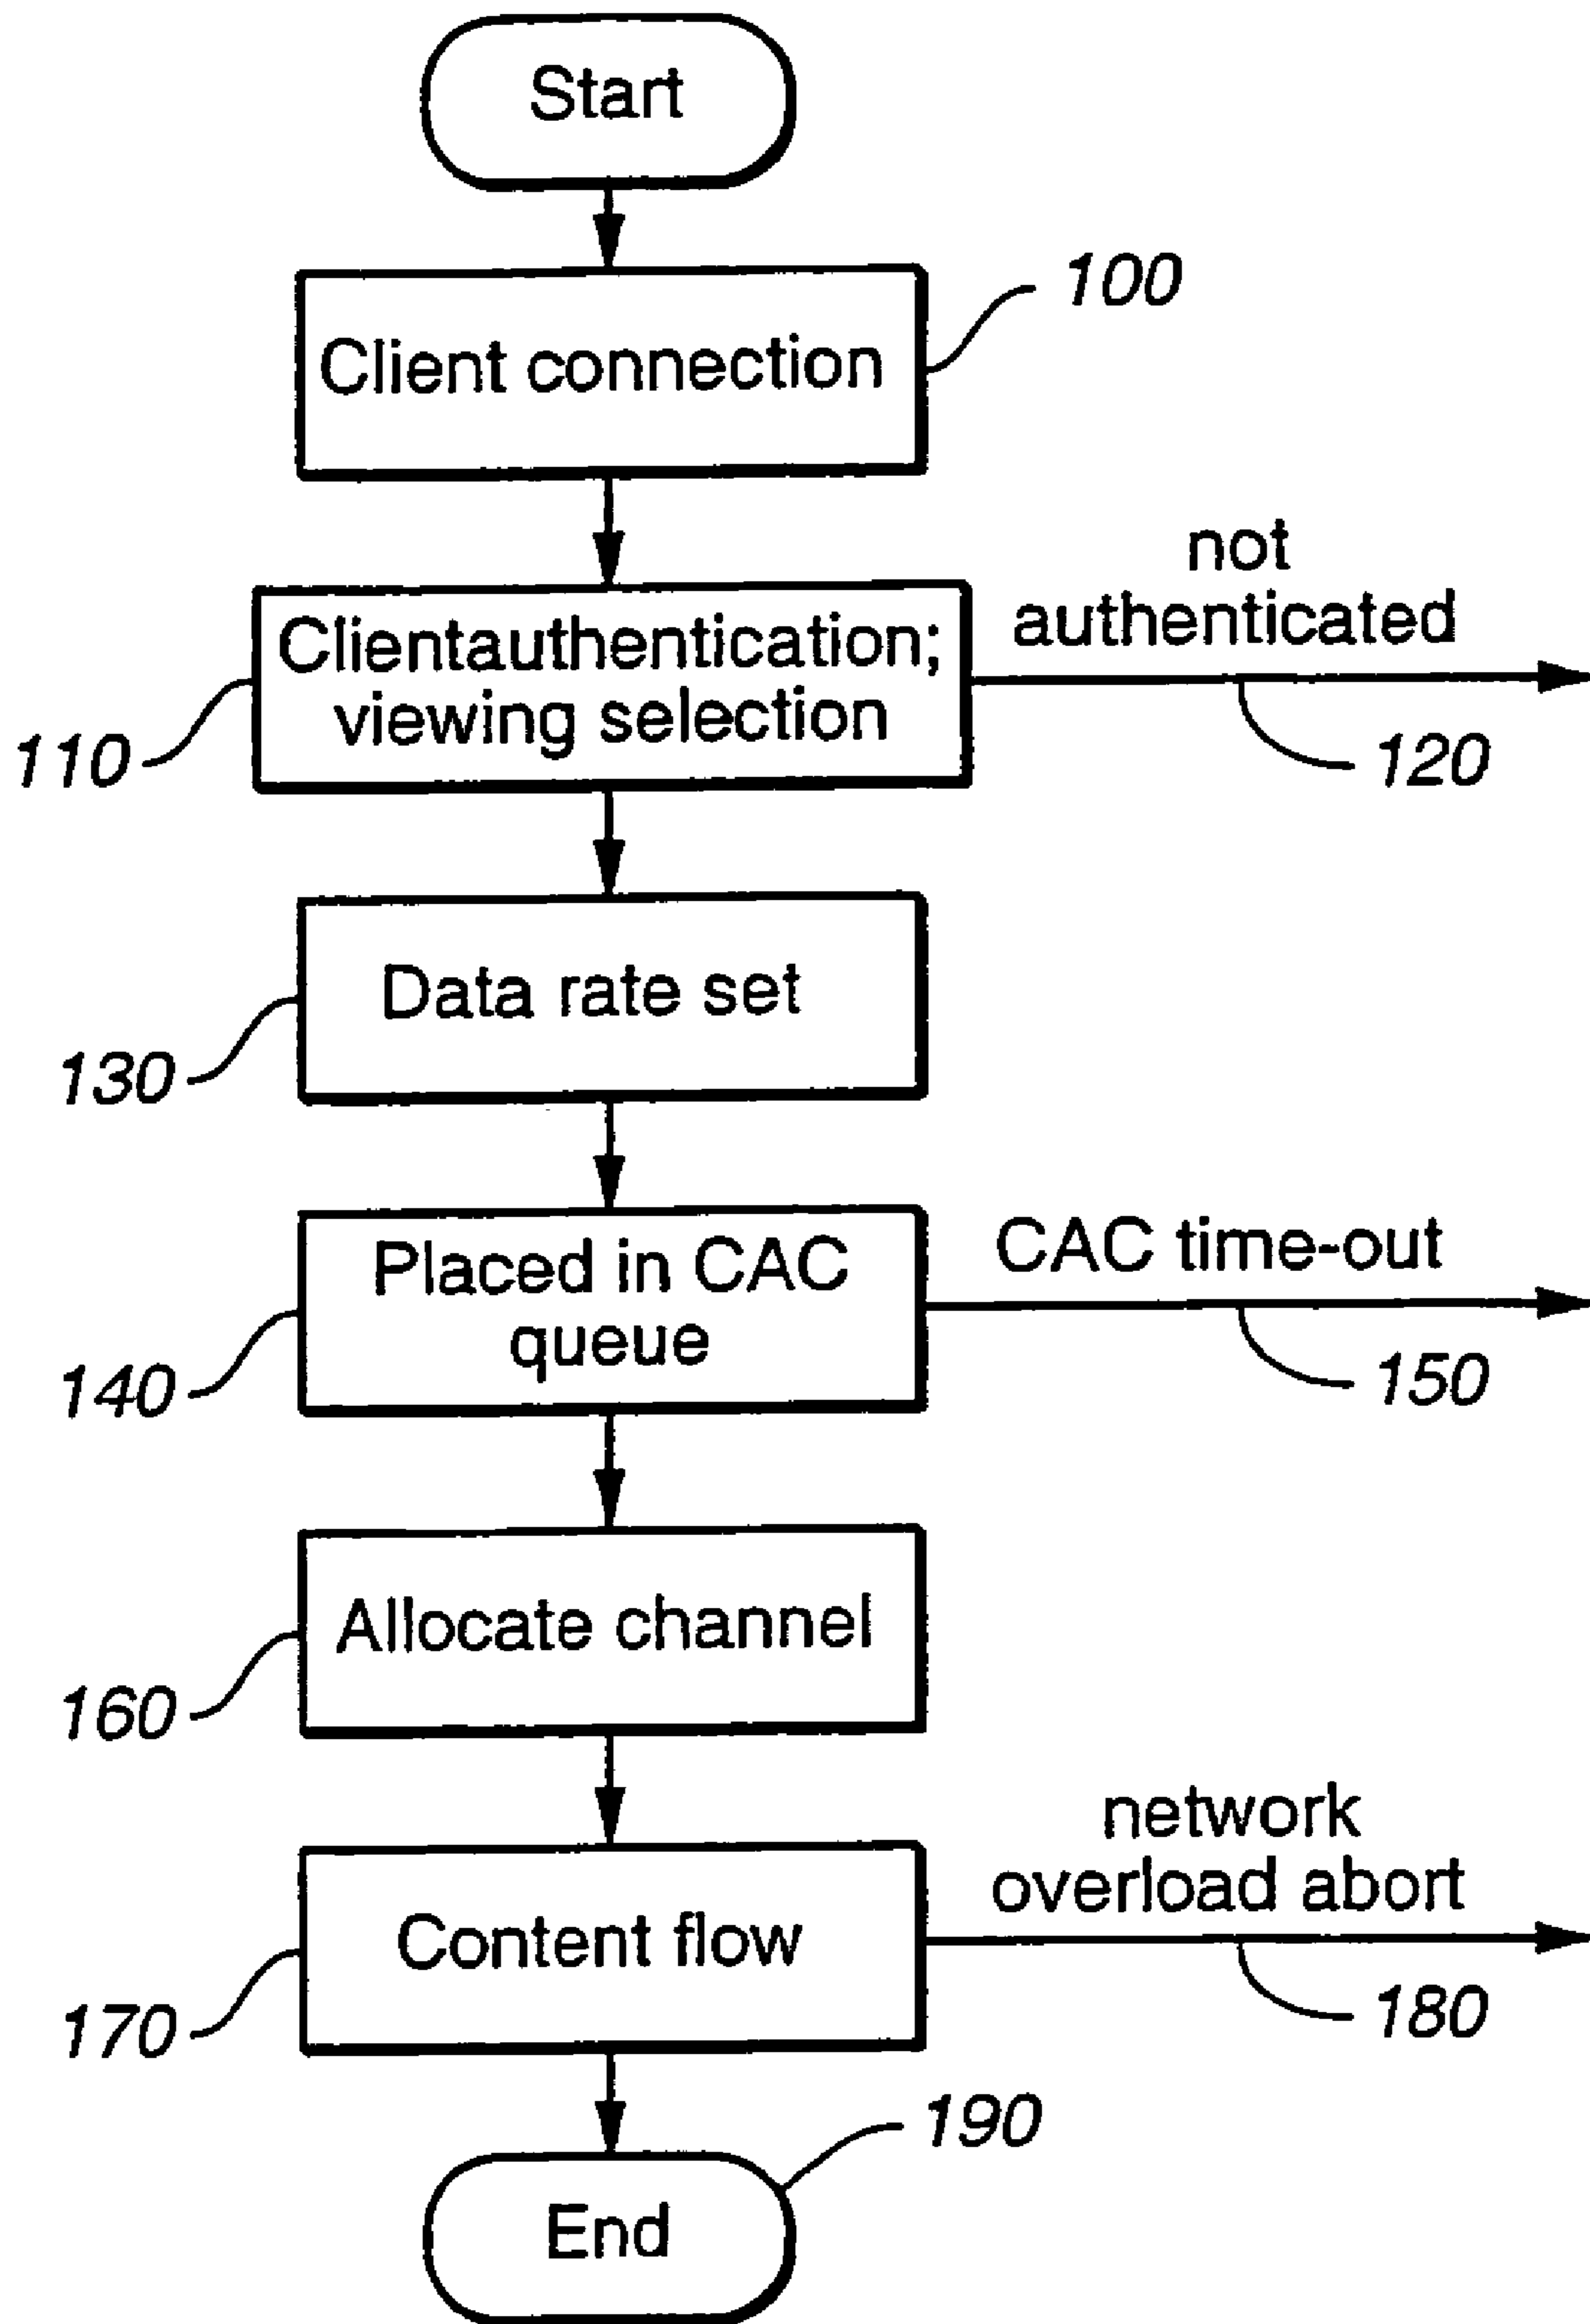 Start
Client connection
100
Clientauthentication;
viewing selection
110
not
authenticated
120
Data rate set
130
Placed in CAC
queue
140
CAC time-out
150
Allocate channel
160
Content flow
170
network
overload abort
180
End
190